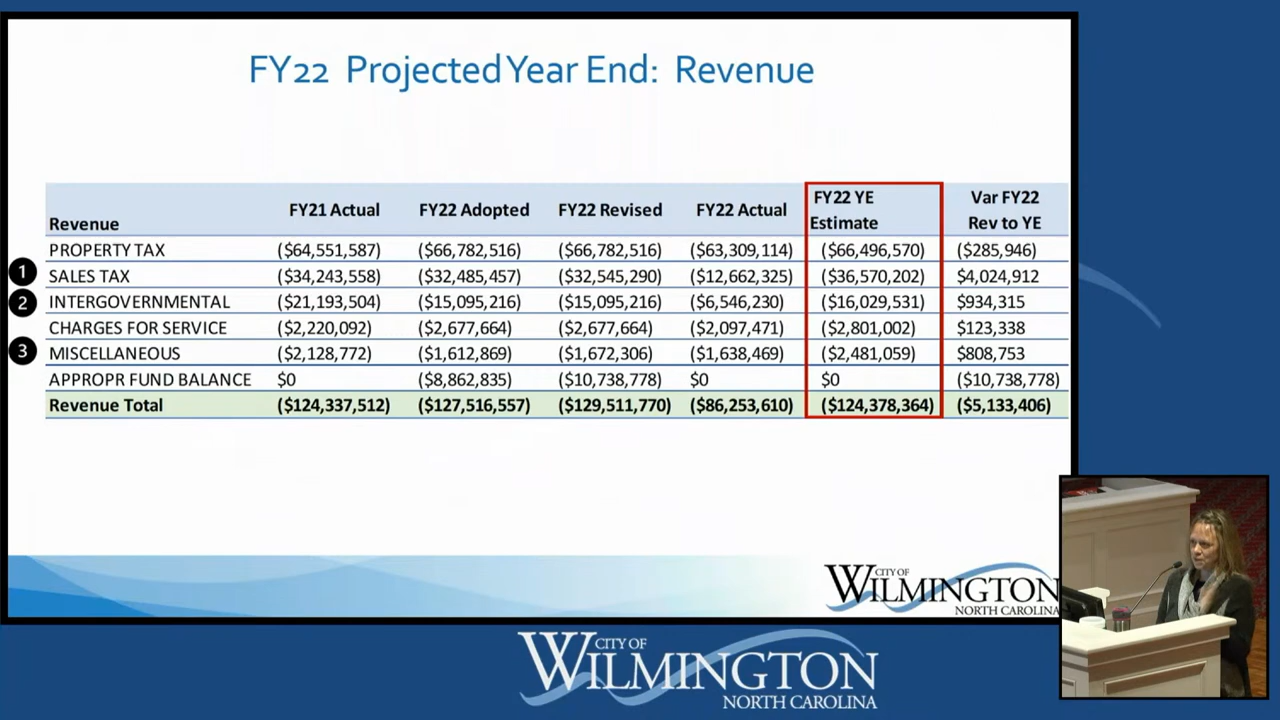 FY22 Projected Year End: Revenue
Revenue FY21 Actual FY22 Adopted FY22 Revised FY22 Actual FY22 YE Estimate Var FY22 Rev to YE
PROPERTY TAX ($64,551,587) ($66,782,516) ($66,782,516) ($63,309,114) ($66,496,570) ($285,946)
1 SALES TAX ($34,243,558) ($32,485,457) ($32,545,290) ($12,662,325) ($36,570,202) $4,024,912
2 INTERGOVERNMENTAL ($21,193,504) ($15,095,216) ($15,095,216) ($6,546,230) ($16,029,531) $934,315
CHARGES FOR SERVICE ($2,220,092) ($2,677,664) ($2,677,664) ($2,097,471) ($2,801,002) $123,338
3 MISCELLANEOUS ($2,128,772) ($1,612,869) ($1,672,306) ($1,638,469) ($2,481,059) $808,753
APPROPR FUND BALANCE $0 ($8,862,835) ($10,738,778) $0 $0 ($10,738,778)
Revenue Total ($124,337,512) ($127,516,557) ($129,511,770) ($86,253,610) ($124,378,364) ($5,133,406)
CITY OF
WILMINGTON
NORTH CAROLINA
CITY OF
WILMINGTON
NORTH CAROLINA